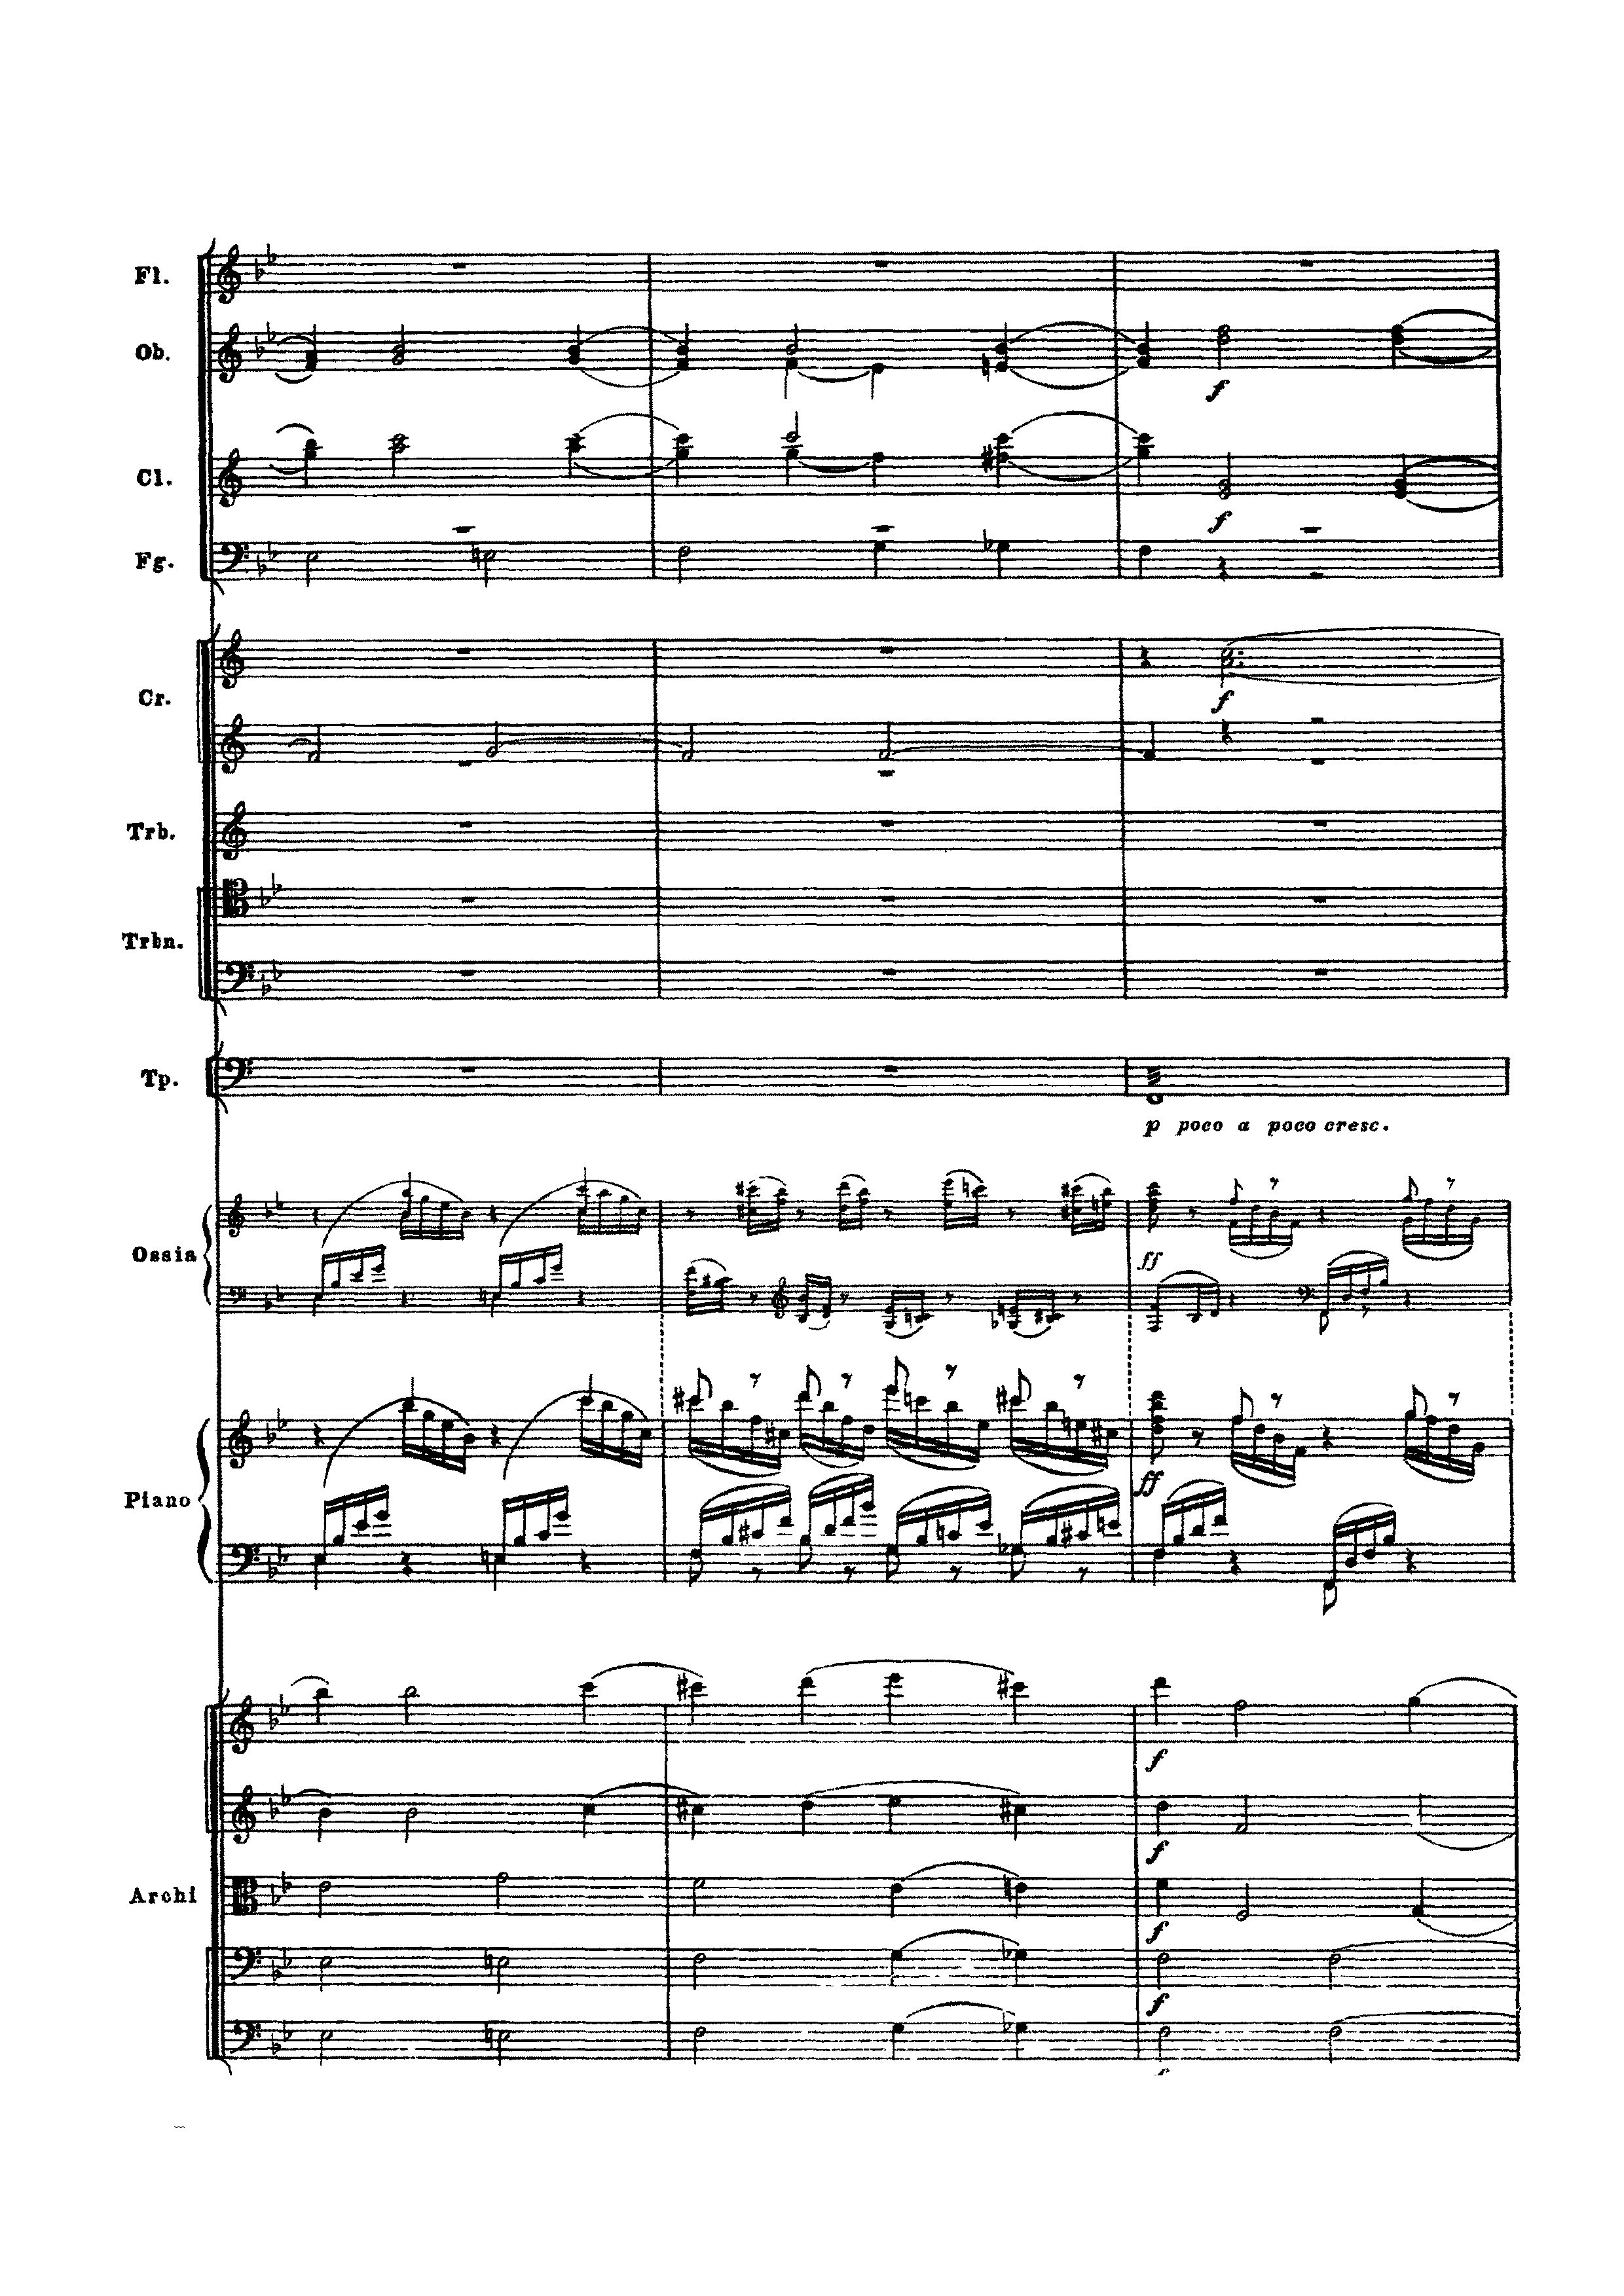 Fl.
Ob.
f
Cl.
f
Fg.
Cr.
f
Trb.
Trbn.
Tp.
p poco a poco cresc.
Ossia
ff
Piano
ff
f
f
Archi
f
f